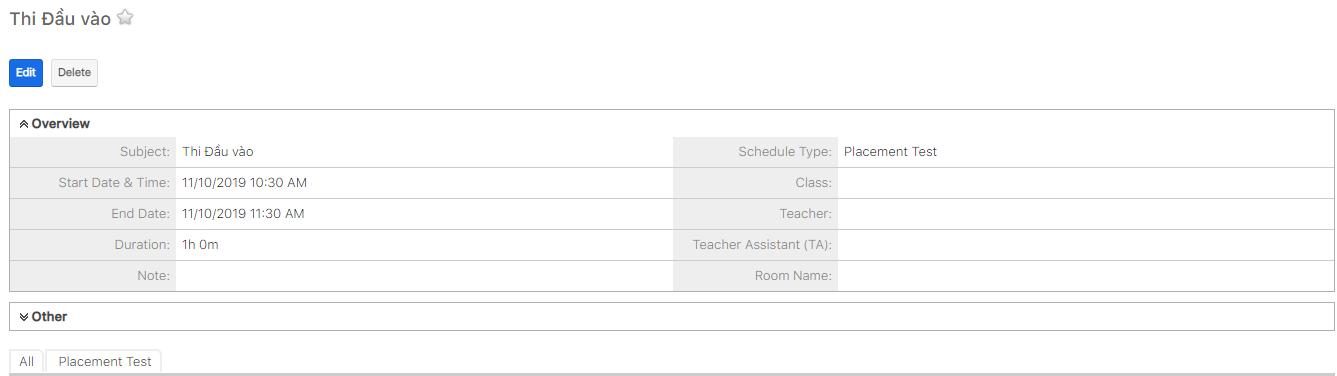 Thi Đầu vào
Edit Delete
Overview
Subject: Thi Đầu vào Schedule Type: Placement Test
Start Date & Time: 11/10/2019 10:30 AM Class:
End Date: 11/10/2019 11:30 AM Teacher:
Duration: 1h 0m Teacher Assistant (TA):
Note: Room Name:
Other
All Placement Test